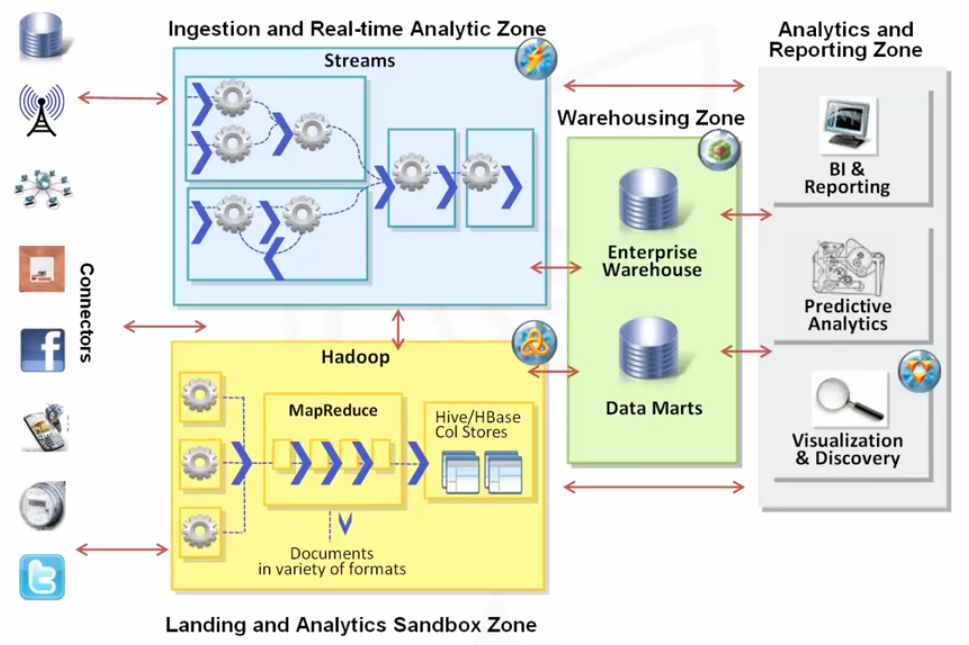 Ingestion and Real-time Analytic Zone
Streams
Connectors
Hadoop
MapReduce
Hive/HBase
Col Stores
Documents
in variety of formats
Landing and Analytics Sandbox Zone
Warehousing Zone
Enterprise
Warehouse
Data Marts
Analytics and
Reporting Zone
BI &
Reporting
Predictive
Analytics
Visualization
& Discovery